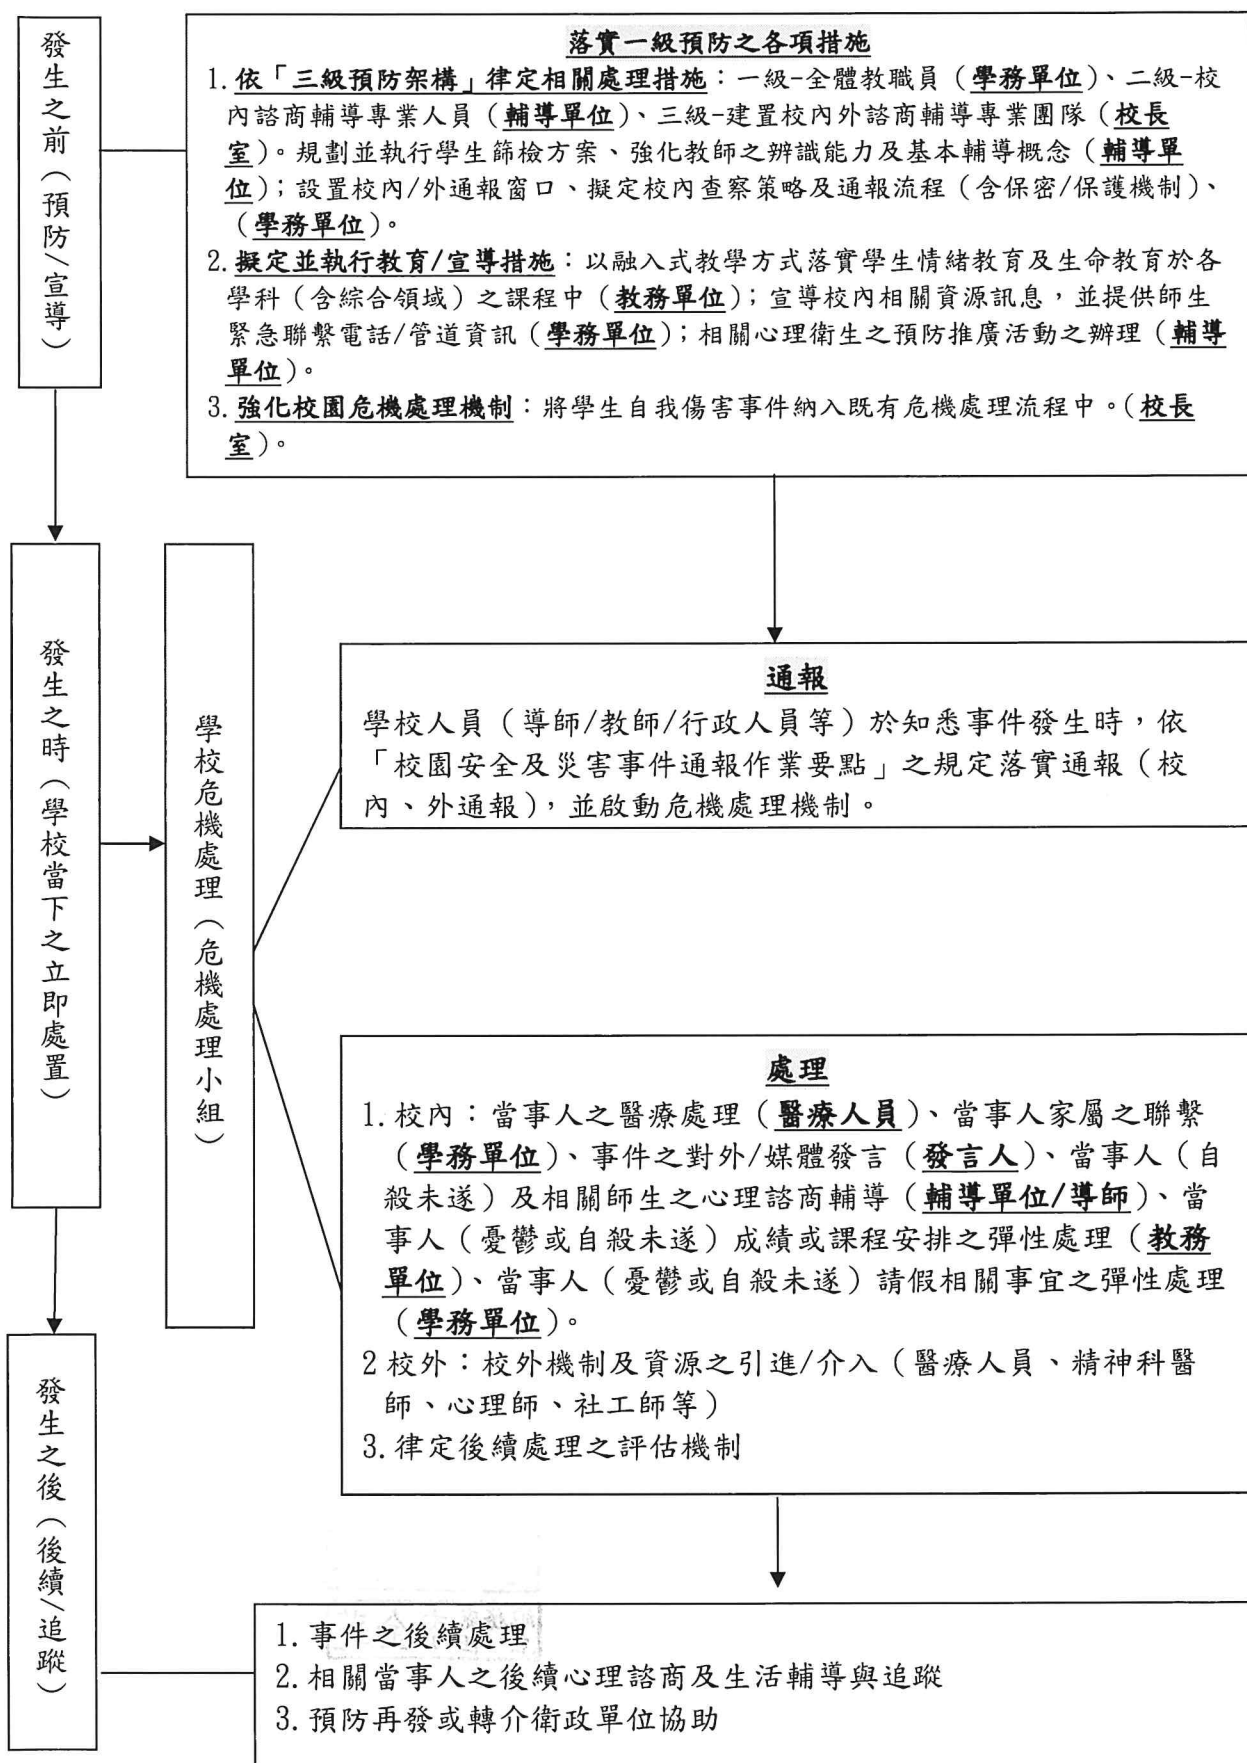 發生之前（預防/宣導）
落實一級預防之各項措施
1. 依「三級預防架構」律定相關處理措施：一級-全體教職員（學務單位）、二級-校
內諮商輔導專業人員（輔導單位）、三級-建置校內外諮商輔導專業團隊（校長
室）。規劃並執行學生篩檢方案、強化教師之辨識能力及基本輔導概念（輔導單
位）；設置校內/外通報窗口、擬定校內查察策略及通報流程（含保密/保護機制）、
（學務單位）。
2. 擬定並執行教育/宣導措施：以融入式教學方式落實學生情緒教育及生命教育於各
學科（含綜合領域）之課程中（教務單位）；宣導校內相關資源訊息，並提供師生
緊急聯繫電話/管道資訊（學務單位）；相關心理衛生之預防推廣活動之辦理（輔導
單位）。
3. 強化校園危機處理機制：將學生自我傷害事件納入既有危機處理流程中。（校長
室）。
發生之時（學校當下之立即處置）
學校危機處理（危機處理小組）
通報
學校人員（導師/教師/行政人員等）於知悉事件發生時，依
「校園安全及災害事件通報作業要點」之規定落實通報（校
內、外通報），並啟動危機處理機制。
處理
1. 校內：當事人之醫療處理（醫療人員）、當事人家屬之聯繫
（學務單位）、事件之對外/媒體發言（發言人）、當事人（自
殺未遂）及相關師生之心理諮商輔導（輔導單位/導師）、當
事人（憂鬱或自殺未遂）成績或課程安排之彈性處理（教務
單位）、當事人（憂鬱或自殺未遂）請假相關事宜之彈性處理
（學務單位）。
2 校外：校外機制及資源之引進/介入（醫療人員、精神科醫
師、心理師、社工師等）
3. 律定後續處理之評估機制
發生之後（後續/追蹤）
1. 事件之後續處理
2. 相關當事人之後續心理諮商及生活輔導與追蹤
3. 預防再發或轉介衛政單位協助